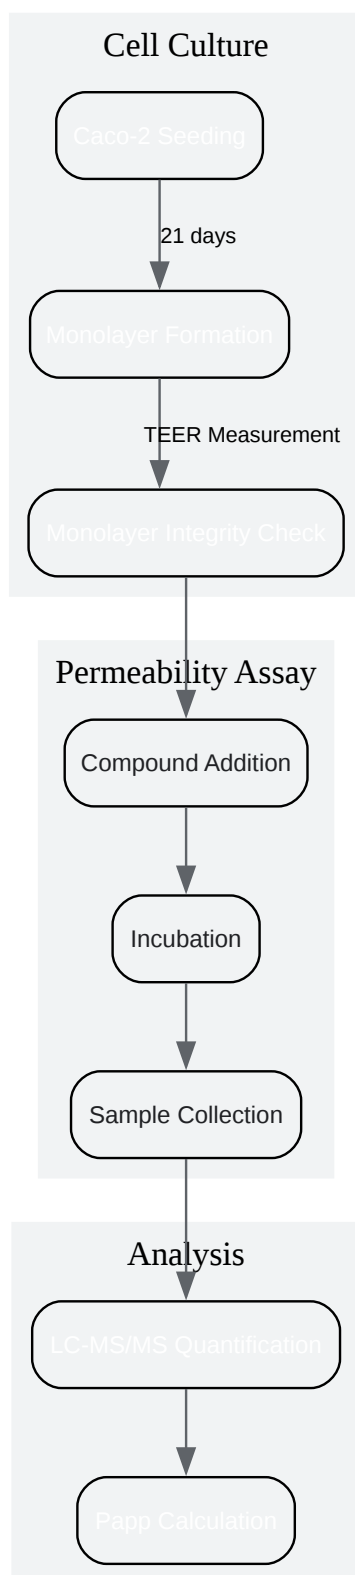 Cell Culture
Caco-2 Seeding
21 days
Monolayer Formation
TEER Measurement
Monolayer Integrity Check
Permeability Assay
Compound Addition
Incubation
Sample Collection
Analysis
LC-MS/MS Quantification
Papp Calculation